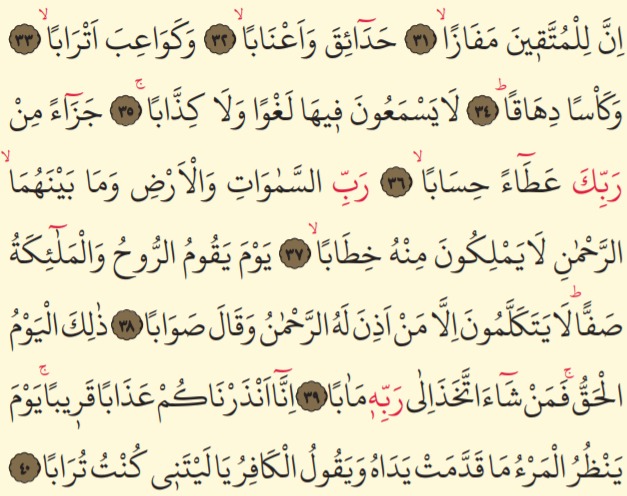 اِنَّ لِلْمُتَّقٖينَ مَفَازًاۙ ﴿٣١﴾ حَدَٓائِقَ وَاَعْنَابًاۙ ﴿٣٢﴾ وَكَوَاعِبَ اَتْرَابًاۙ ﴿٣٣﴾
وَكَاْسًا دِهَاقًاؕ ﴿٣٤﴾ لَا يَسْمَعُونَ فٖيهَا لَغْوًا وَلَا كِذَّابًاۚ ﴿٣٥﴾ جَزَٓاءً مِنْ
رَبِّكَ عَطَٓاءً حِسَابًاۙ ﴿٣٦﴾ رَبِّ السَّمٰوَاتِ وَالْاَرْضِ وَمَا بَيْنَهُمَاۙ
الرَّحْمٰنِ لَا يَمْلِكُونَ مِنْهُ خِطَابًاۙ ﴿٣٧﴾ يَوْمَ يَقُومُ الرُّوحُ وَالْمَلٰٓئِكَةُ
صَفًّاؕ لَا يَتَكَلَّمُونَ اِلَّا مَنْ اَذِنَ لَهُ الرَّحْمٰنُ وَقَالَ صَوَابًا ﴿٣٨﴾ ذٰلِكَ الْيَوْمُ
الْحَقُّۚ فَمَنْ شَٓاءَ اتَّخَذَ اِلٰى رَبِّهٖ مَاٰبًا ﴿٣٩﴾ اِنَّٓا اَنْذَرْنَاكُمْ عَذَابًا قَرٖيبًاۚ يَوْمَ
يَنْظُرُ الْمَرْءُ مَا قَدَّمَتْ يَدَاهُ وَيَقُولُ الْكَافِرُ يَا لَيْتَنٖى كُنْتُ تُرَابًا ﴿٤٠﴾